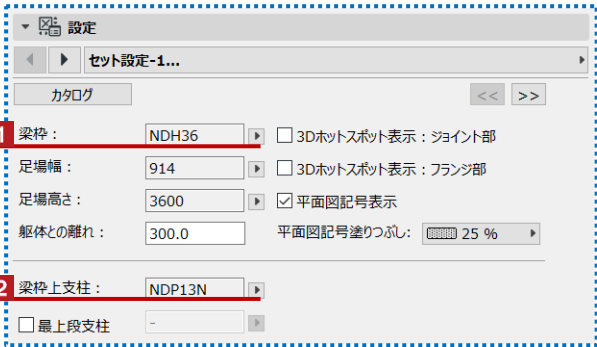 設定
セット設定-1...
カタログ << >>
1 梁枠： NDH36 3Dホットスポット表示：ジョイント部
足場幅： 914 3Dホットスポット表示：フランジ部
足場高さ： 3600 平面図記号表示
躯体との離れ： 300.0 平面図記号塗りつぶし: 25 %
2 梁枠上支柱： NDP13N
最上段支柱 -